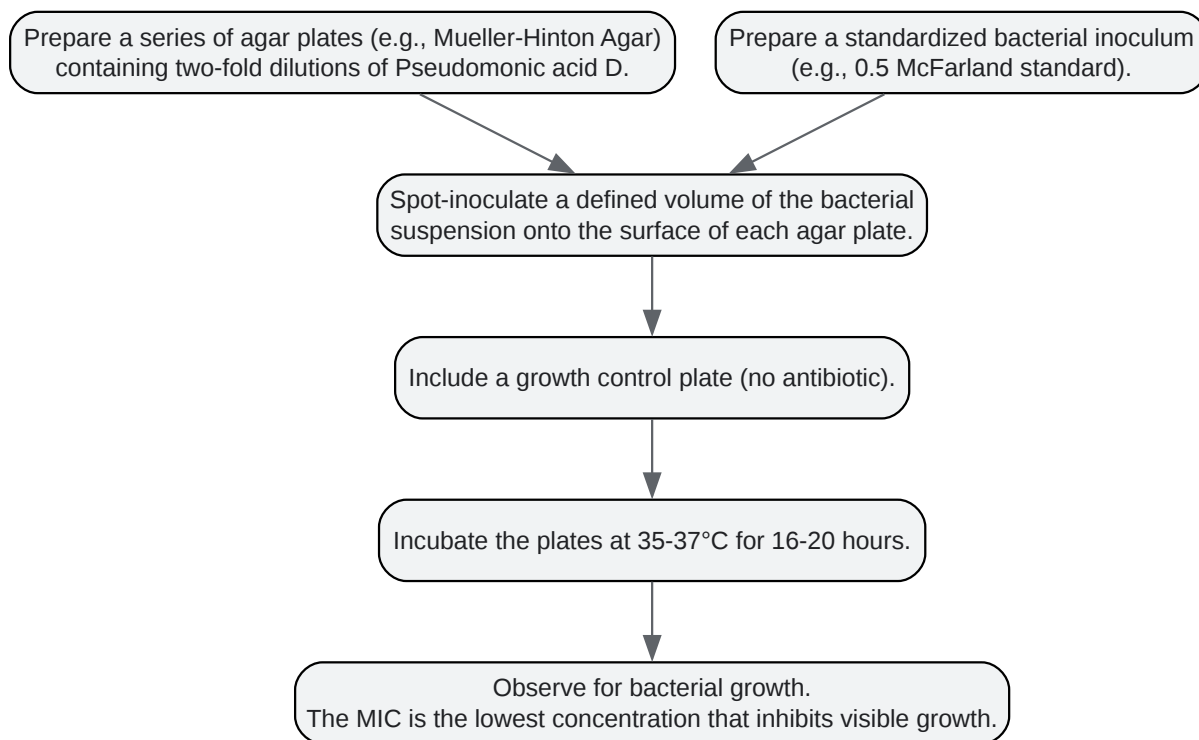 Prepare a series of agar plates (e.g., Mueller-Hinton Agar)
containing two-fold dilutions of Pseudomonic acid D.
Prepare a standardized bacterial inoculum
(e.g., 0.5 McFarland standard).
Spot-inoculate a defined volume of the bacterial
suspension onto the surface of each agar plate.
Include a growth control plate (no antibiotic).
Incubate the plates at 35-37°C for 16-20 hours.
Observe for bacterial growth.
The MIC is the lowest concentration that inhibits visible growth.